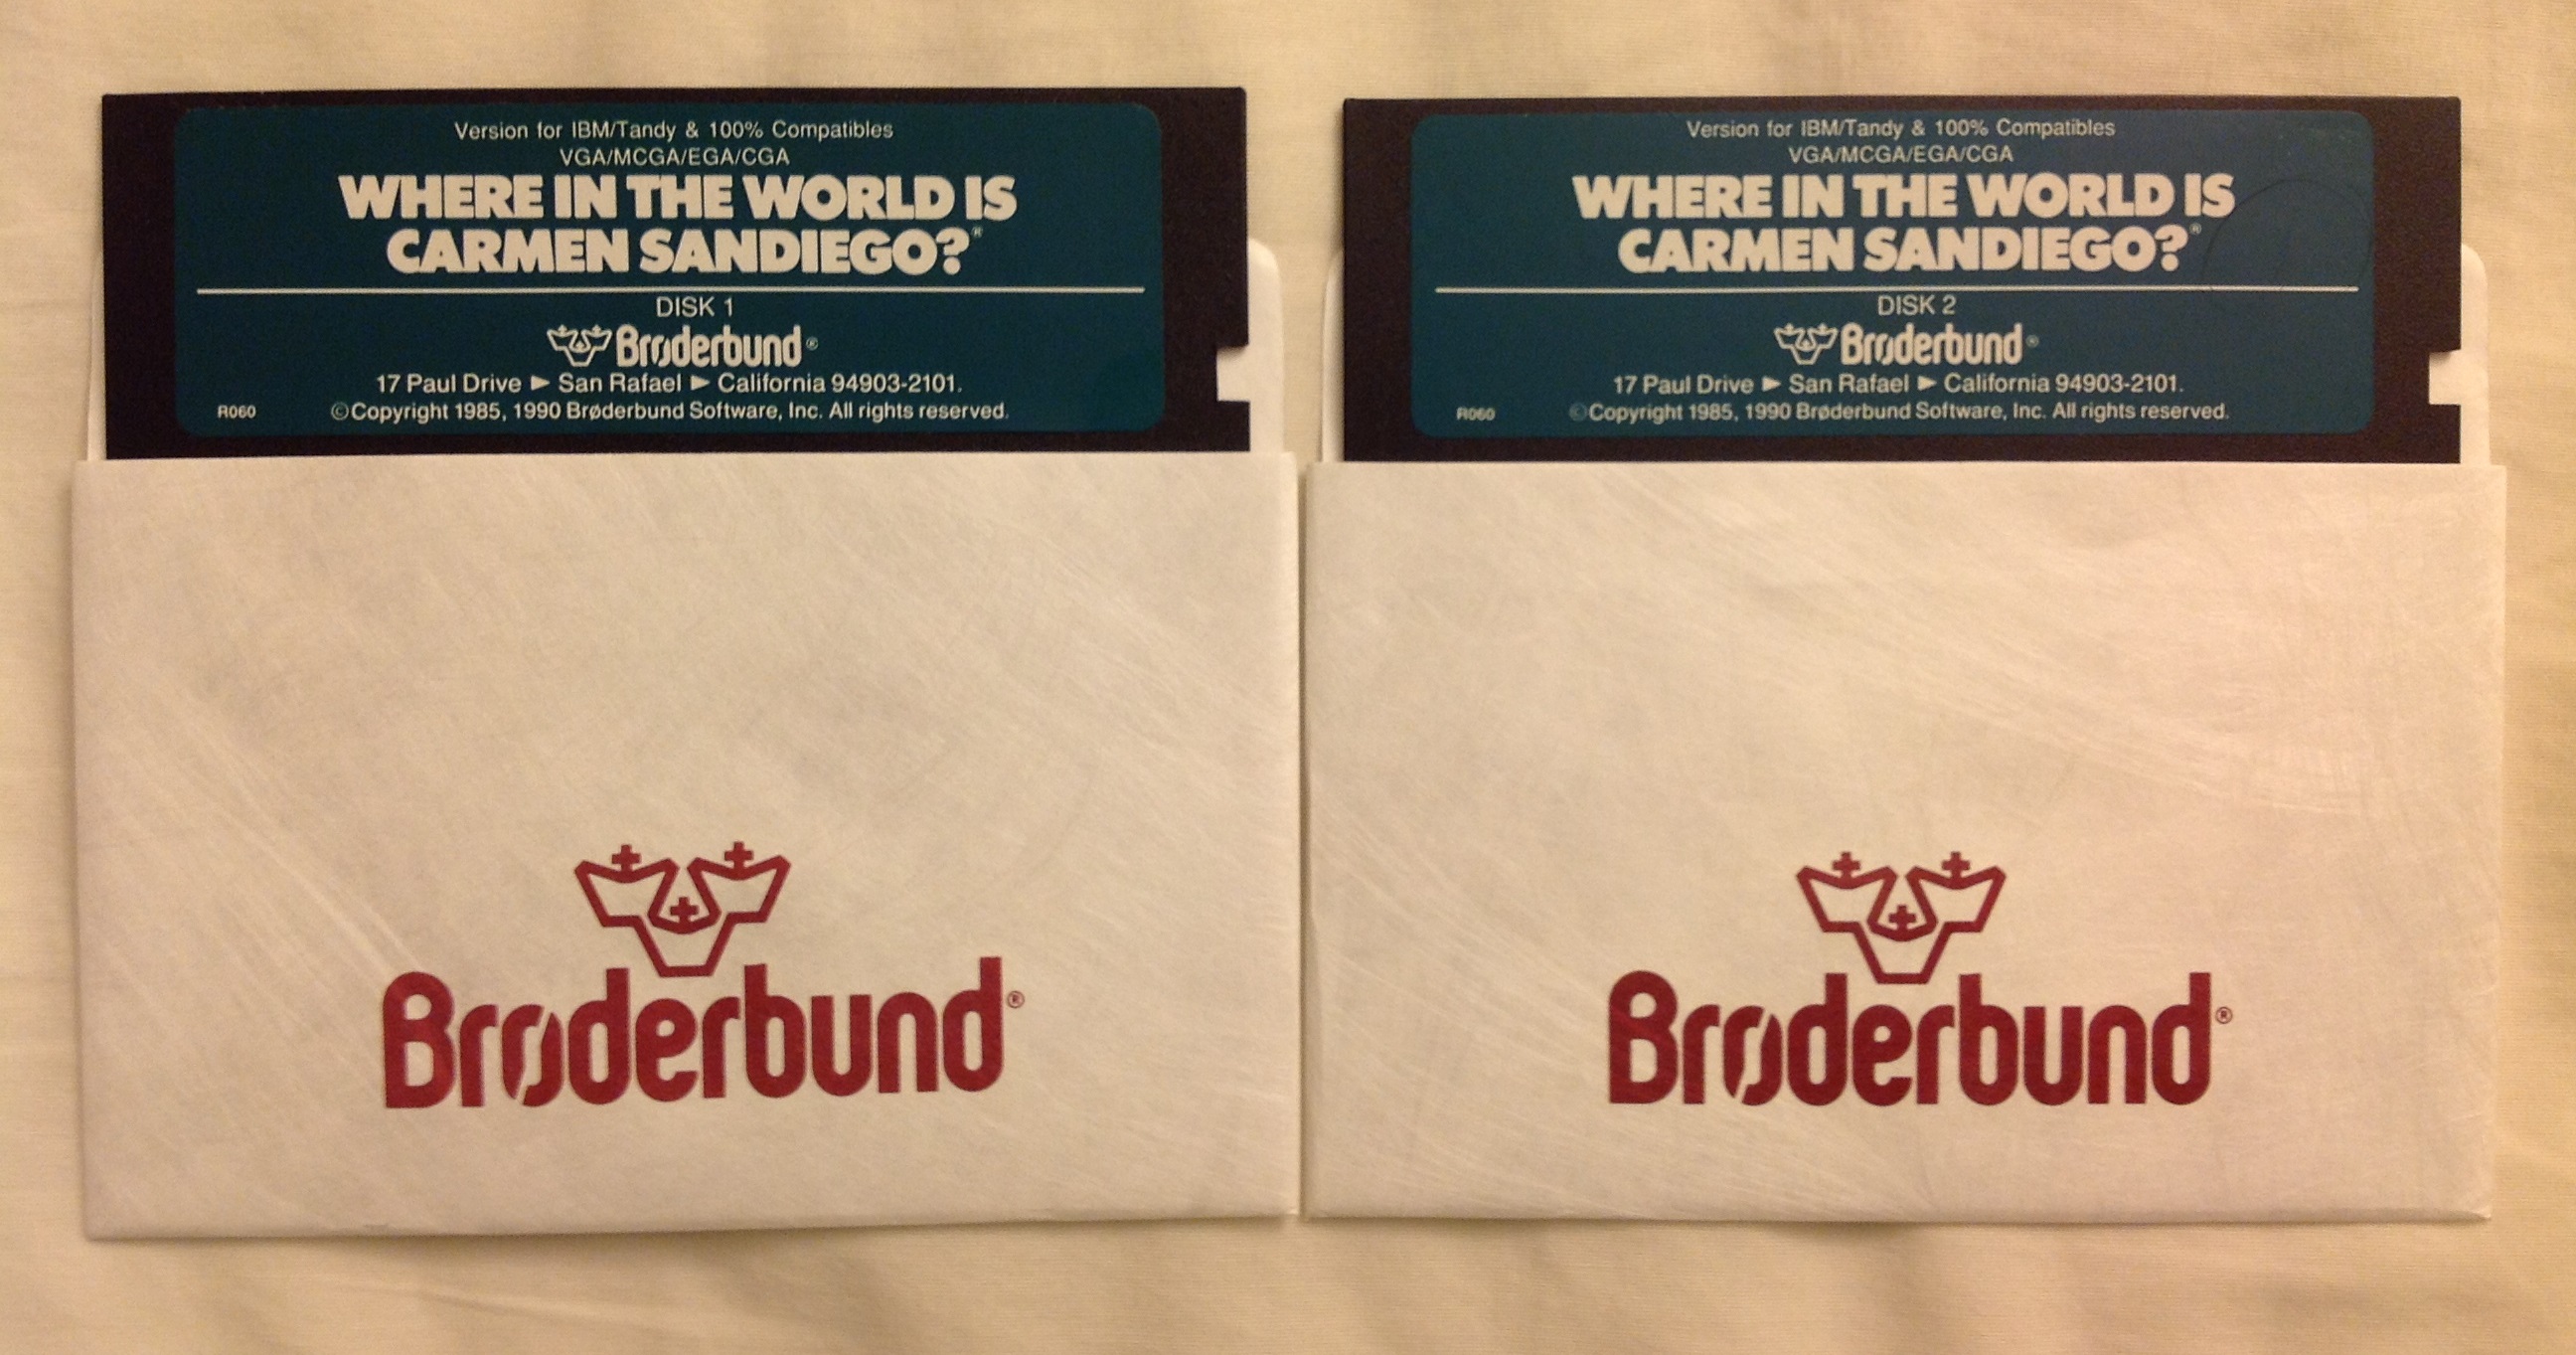 Version for IBM/Tandy & 100% Compatibles
VGA/MCGA/EGA/CGA
WHERE IN THE WORLD IS
CARMEN SANDIEGO?®
DISK 1
Brøderbund®
17 Paul Drive ► San Rafael ► California 94903-2101.
R060 ©Copyright 1985, 1990 Brøderbund Software, Inc. All rights reserved.
Brøderbund®
Version for IBM/Tandy & 100% Compatibles
VGA/MCGA/EGA/CGA
WHERE IN THE WORLD IS
CARMEN SANDIEGO?®
DISK 2
Brøderbund®
17 Paul Drive ► San Rafael ► California 94903-2101.
R060 ©Copyright 1985, 1990 Brøderbund Software, Inc. All rights reserved.
Brøderbund®